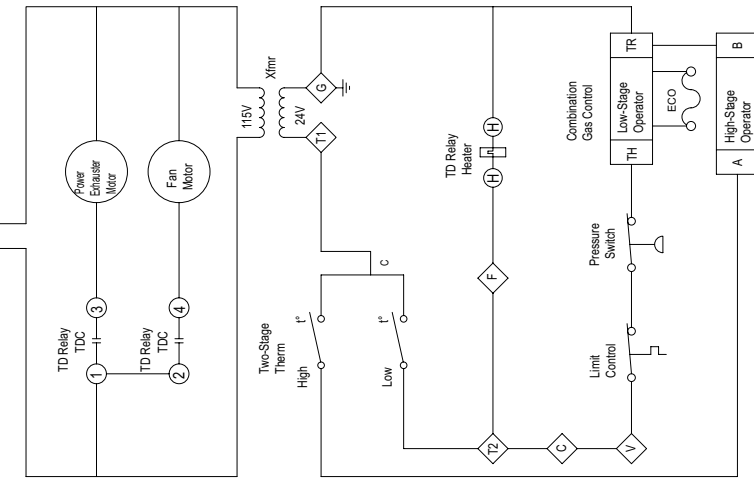 Power
Exhauster
Motor
Fan
Motor
TD Relay
TDC
1
3
TD Relay
TDC
2
4
Xfmr
115V
24V
T1
G
Two-Stage
Therm
High
t°
Low
t°
C
TD Relay
Heater
H
H
F
T2
C
V
Limit
Control
Pressure
Switch
Combination
Gas Control
TH
Low-Stage
Operator
TR
ECO
A
High-Stage
Operator
B